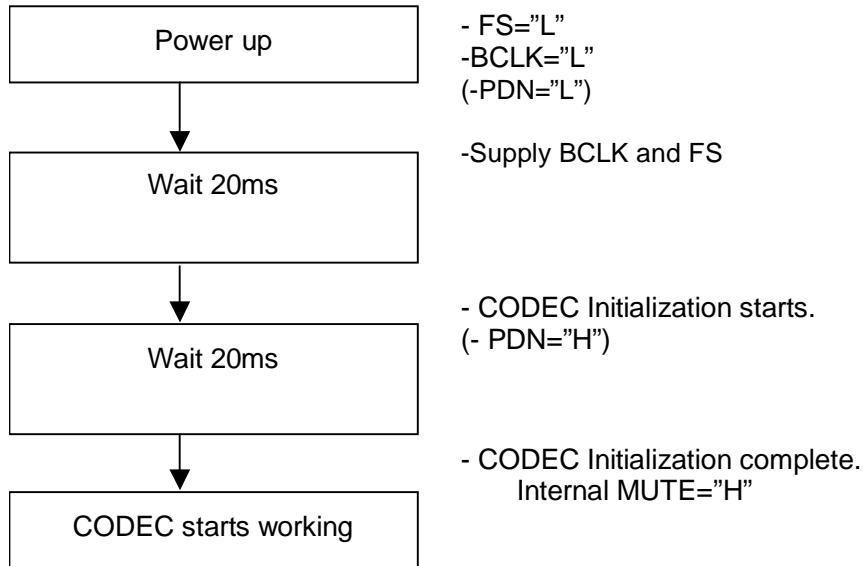 Power up
- FS=”L”
-BCLK=”L”
(-PDN=”L”)
-Supply BCLK and FS
Wait 20ms
- CODEC Initialization starts.
(- PDN=”H”)
Wait 20ms
- CODEC Initialization complete.
Internal MUTE=”H”
CODEC starts working